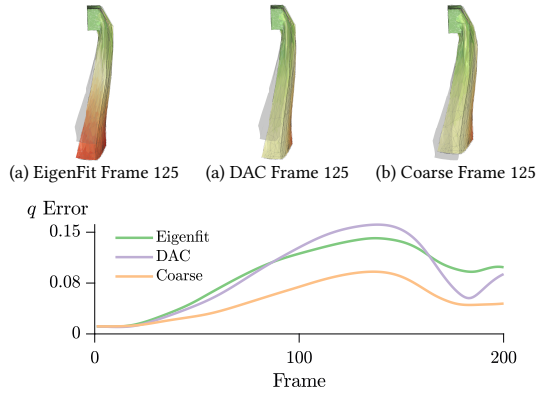 (a) EigenFit Frame 125 (a) DAC Frame 125 (b) Coarse Frame 125
q Error
0.15
Eigenfit
DAC
0.08
Coarse
0
0 100 200
Frame